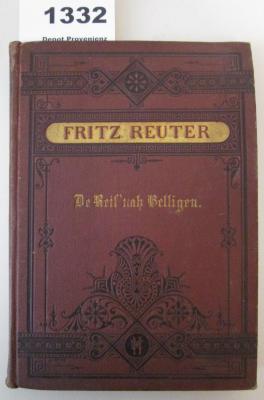 1332
Depot Provenienz
FRITZ REUTER
De Reis' nah Belligen.